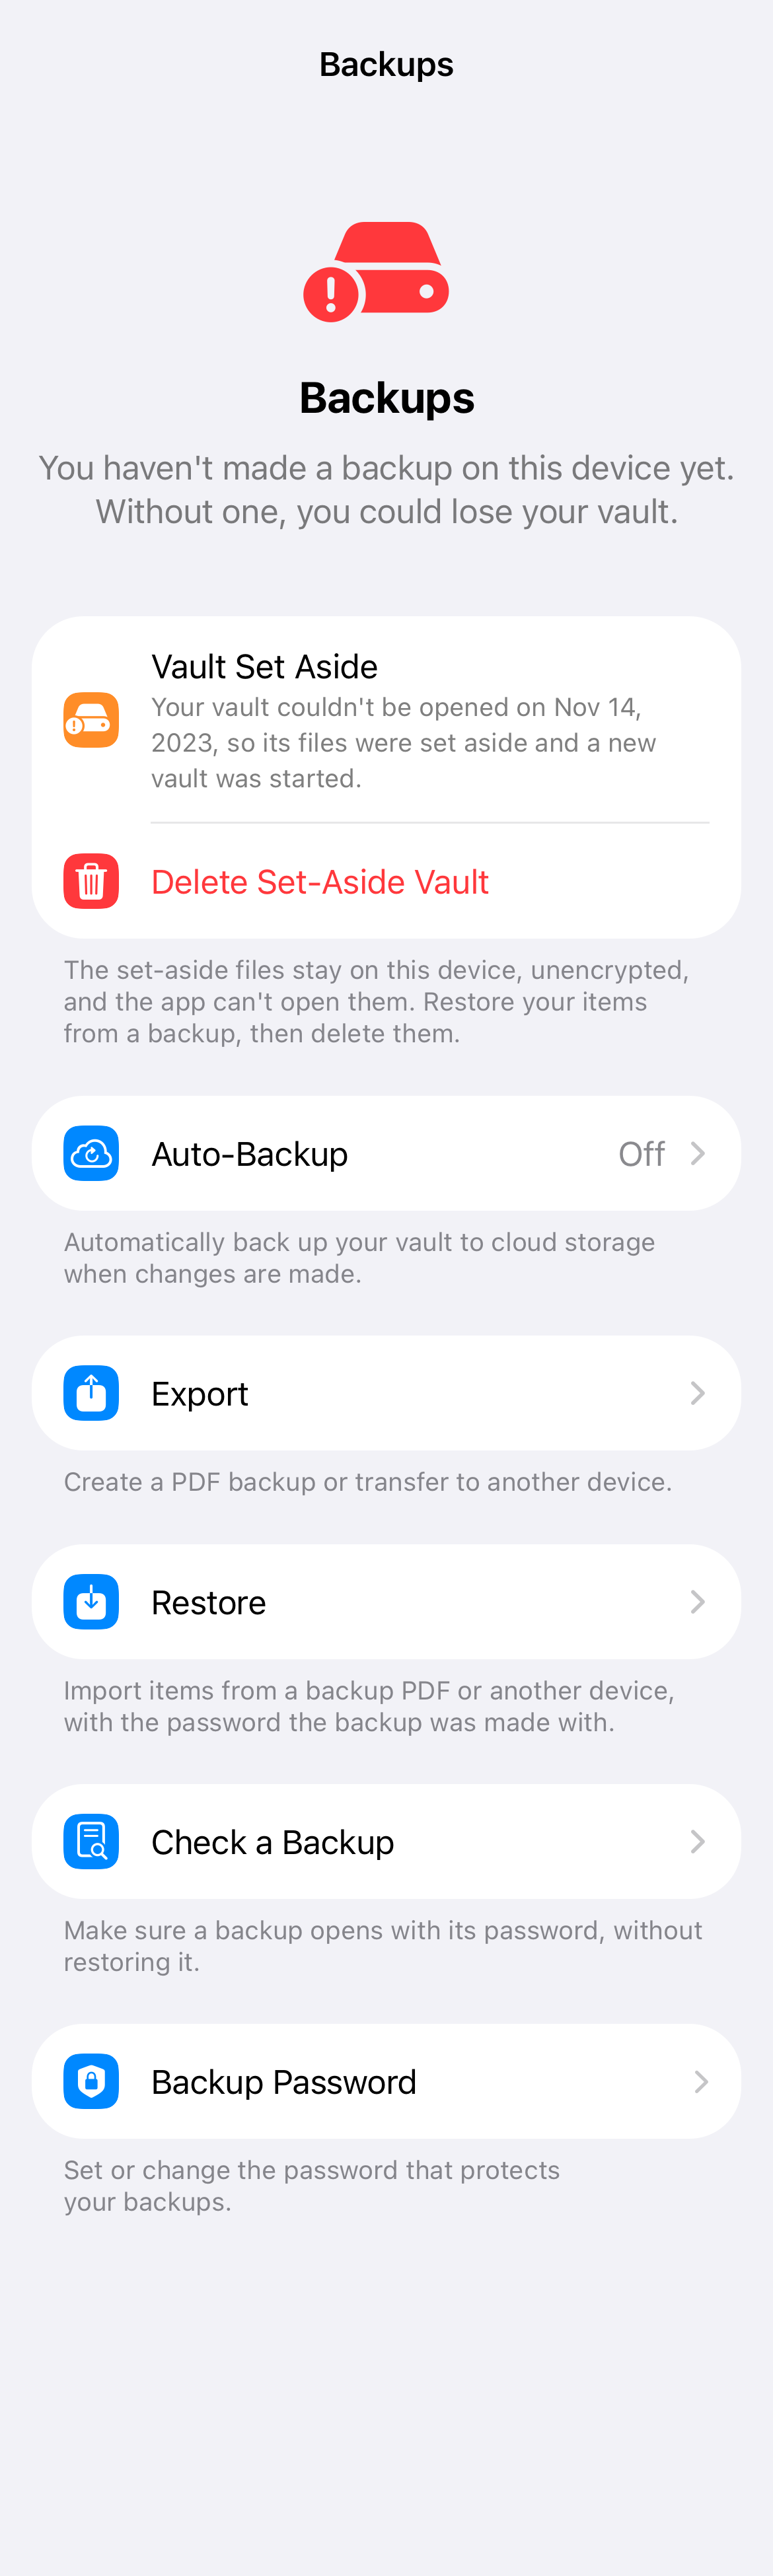 Backups
Backups
You haven't made a backup on this device yet.
Without one, you could lose your vault.
Vault Set Aside
Your vault couldn't be opened on Nov 14,
2023, so its files were set aside and a new
vault was started.
Delete Set-Aside Vault
The set-aside files stay on this device, unencrypted,
and the app can't open them. Restore your items
from a backup, then delete them.
Auto-Backup Off
Automatically back up your vault to cloud storage
when changes are made.
Export
Create a PDF backup or transfer to another device.
Restore
Import items from a backup PDF or another device,
with the password the backup was made with.
Check a Backup
Make sure a backup opens with its password, without
restoring it.
Backup Password
Set or change the password that protects
your backups.